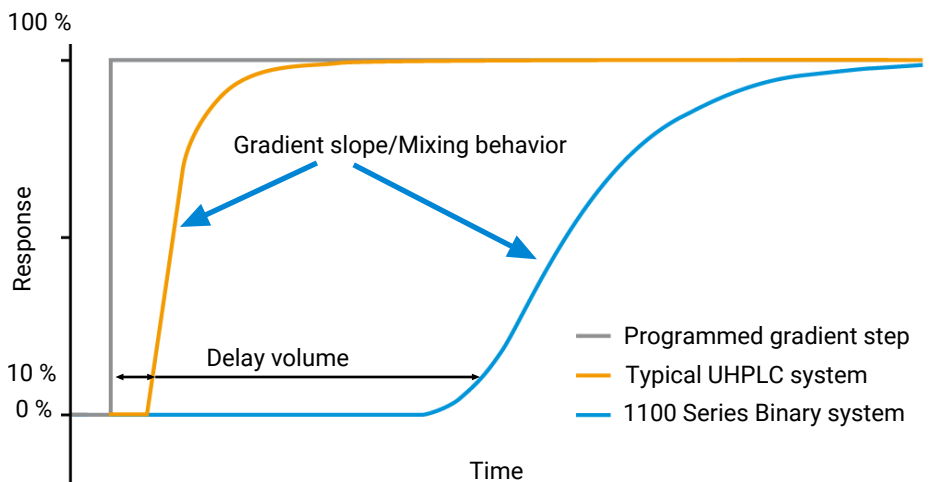 100 %
Gradient slope/Mixing behavior
Response
Programmed gradient step
Delay volume
10 %
Typical UHPLC system
0 %
1100 Series Binary system
Time